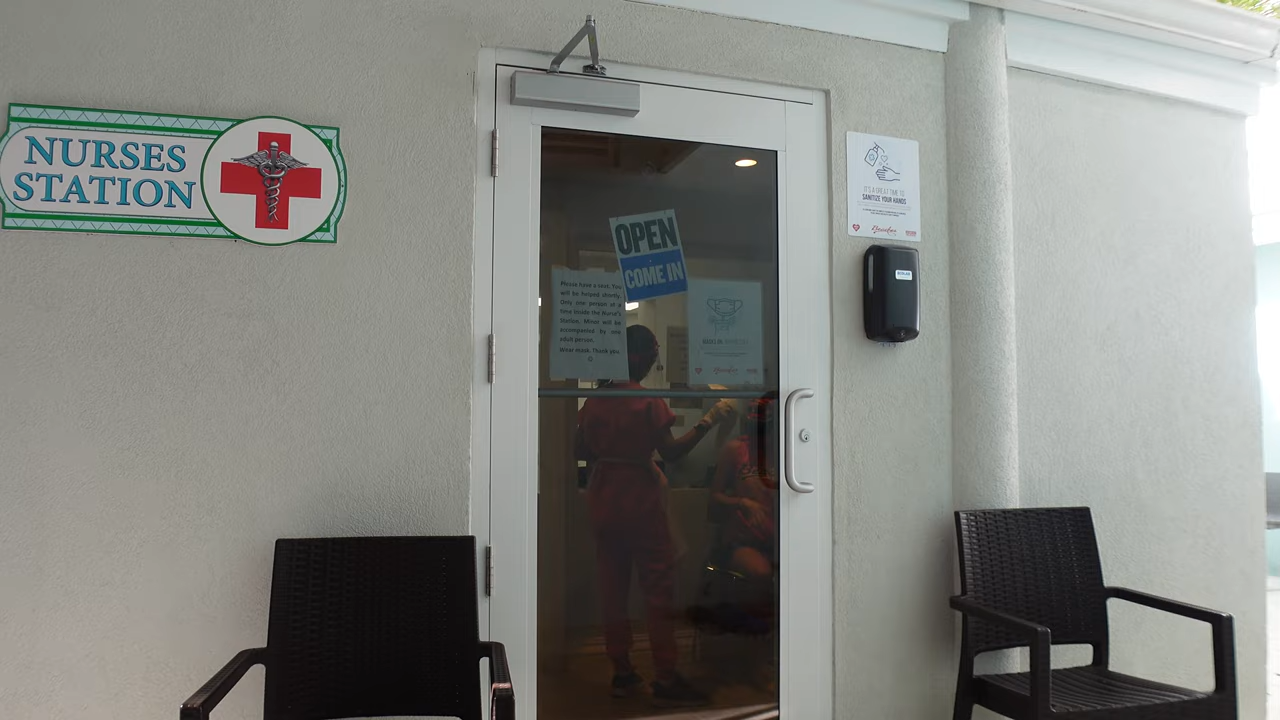 NURSES
STATION
OPEN
COME IN
Please have a seat. You
will be helped shortly.
Only one person at a
time inside the Nurse's
Station. Minor will be
accompanied by one
adult person.
Wear mask. Thank you.
IT'S A GREAT TIME TO
SANITIZE YOUR HANDS